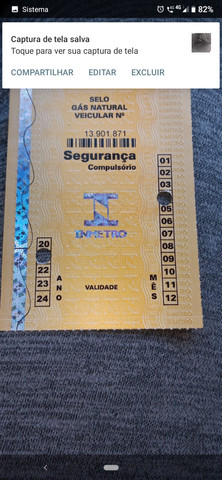 Sistema
4G
82%
Captura de tela salva
Toque para ver sua captura de tela
COMPARTILHAR EDITAR EXCLUIR
SELO
GÁS NATURAL
VEICULAR Nº
13.901.871
Segurança
Compulsório
INMETRO
01
02
03
05
06
07
08
09
10
11
12
MÊS
20
22
23
24
ANO
VALIDADE